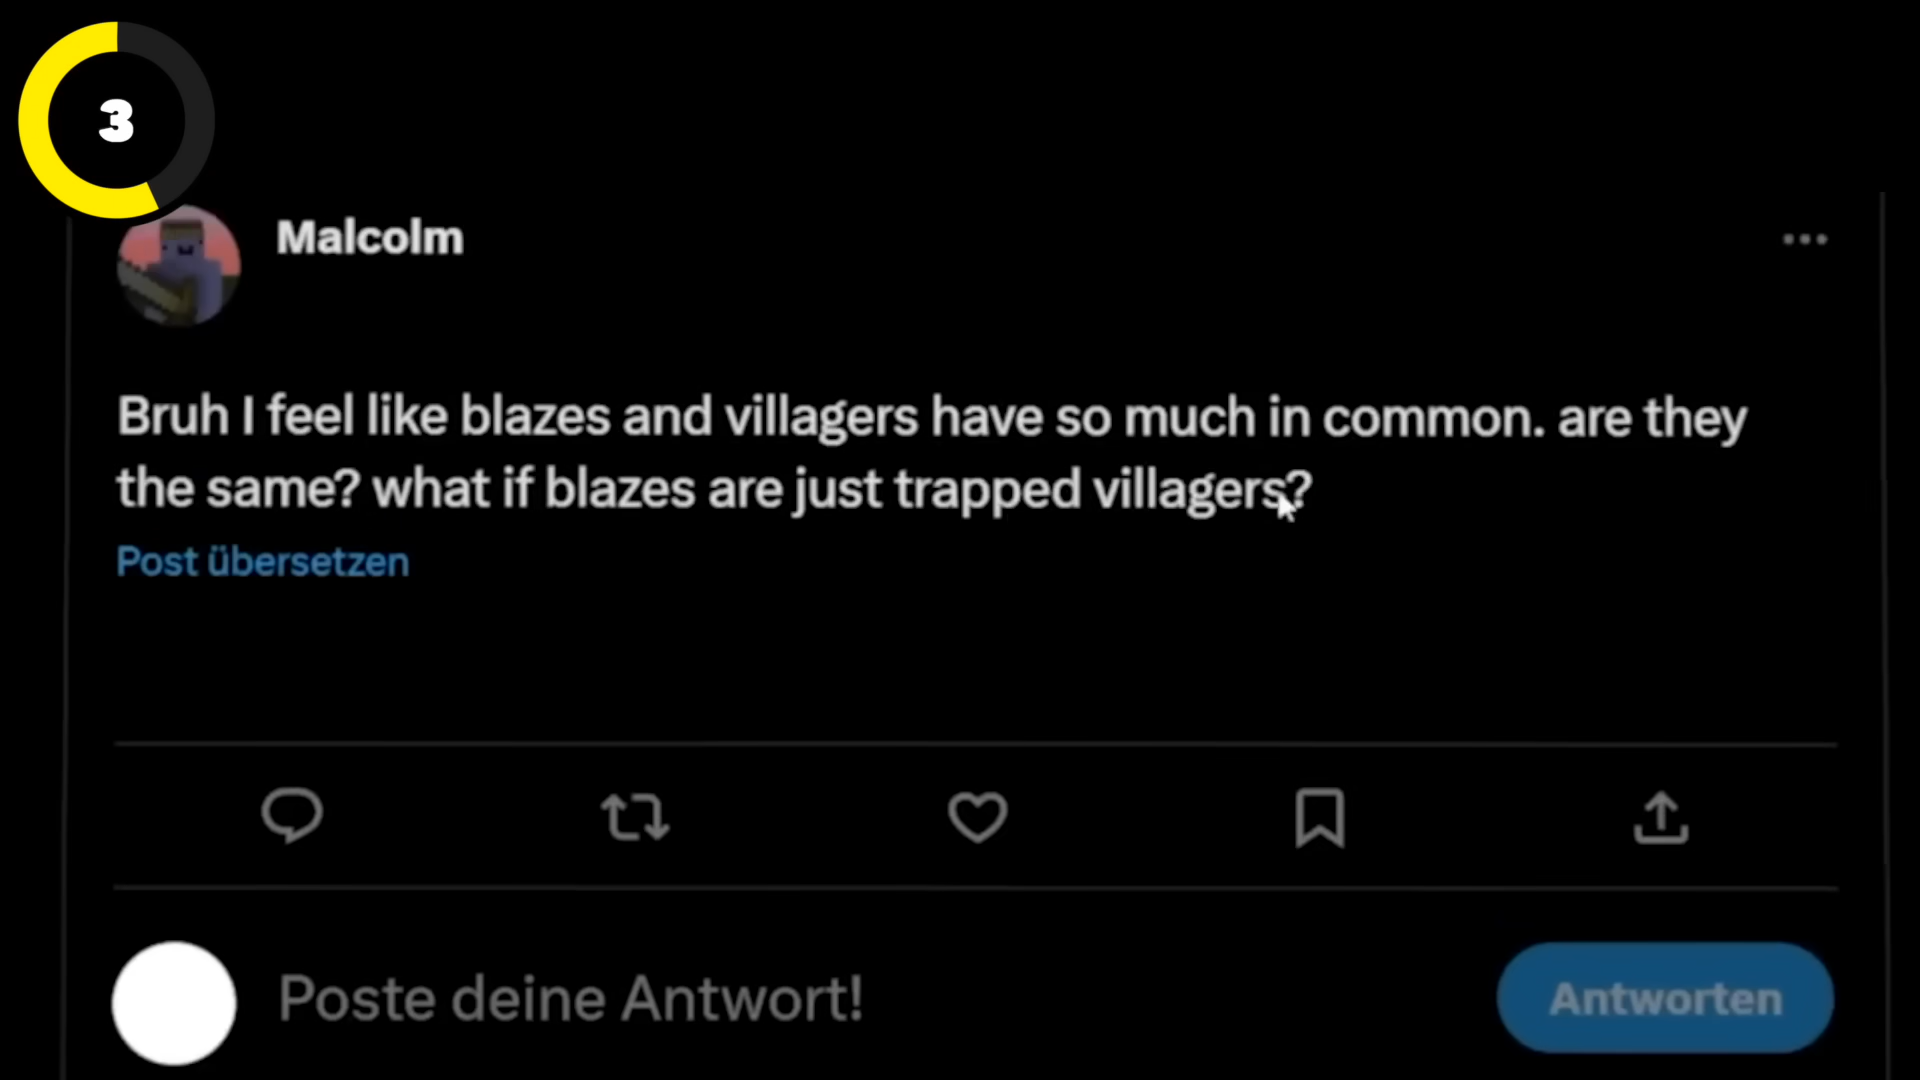 3
Malcolm
Bruh I feel like blazes and villagers have so much in common. are they
the same? what if blazes are just trapped villagers?
Post übersetzen
Poste deine Antwort!
Antworten